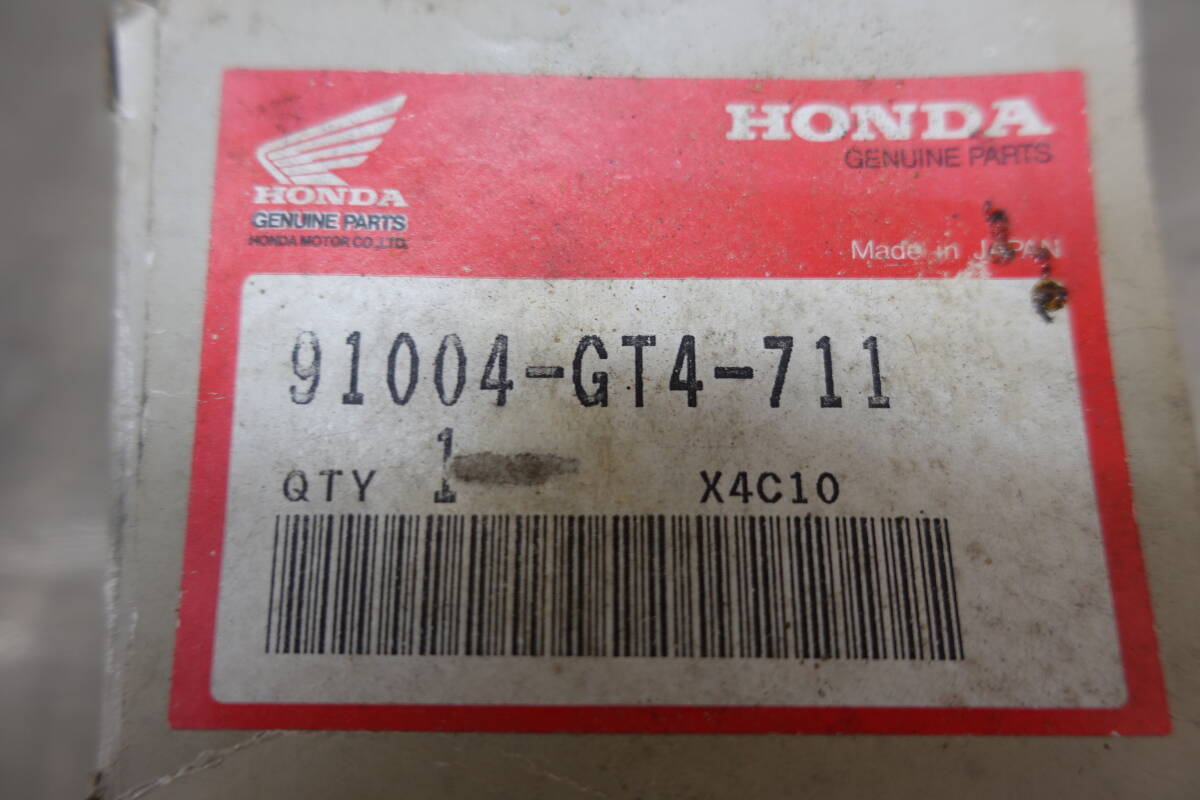 HONDA
GENUINE PARTS
HONDA MOTOR CO.,LTD.
HONDA
GENUINE PARTS
Made in JAPAN
91004-GT4-711
QTY 1 X4C10